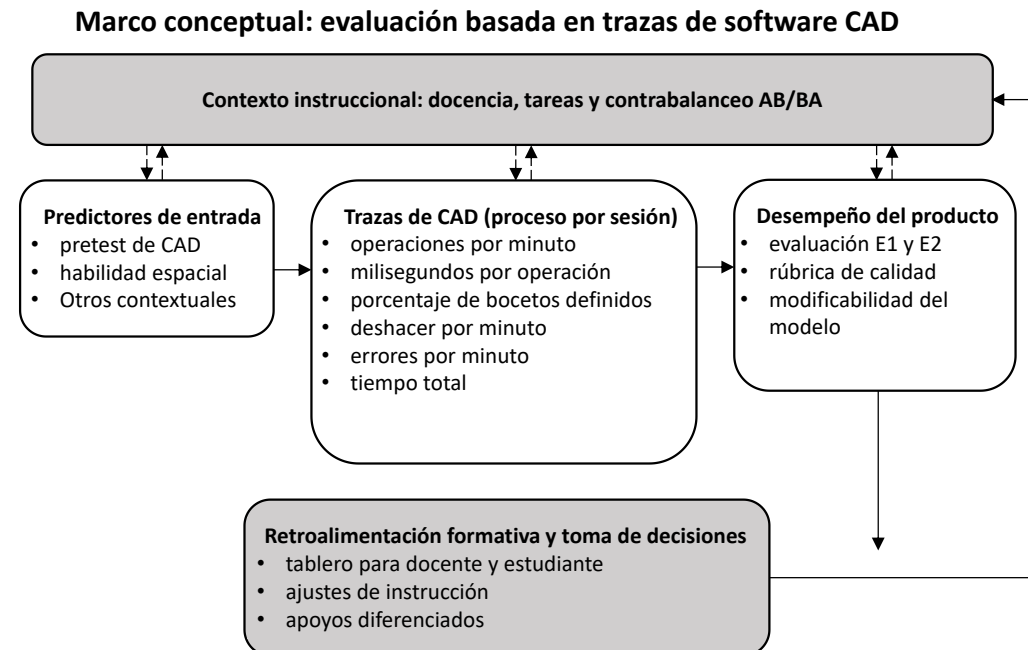 Marco conceptual: evaluación basada en trazas de software CAD
Contexto instruccional: docencia, tareas y contrabalanceo AB/BA
Predictores de entrada
• pretest de CAD
• habilidad espacial
• Otros contextuales
Trazas de CAD (proceso por sesión)
• operaciones por minuto
• milisegundos por operación
• porcentaje de bocetos definidos
• deshacer por minuto
• errores por minuto
• tiempo total
Desempeño del producto
• evaluación E1 y E2
• rúbrica de calidad
• modificabilidad del
modelo
Retroalimentación formativa y toma de decisiones
• tablero para docente y estudiante
• ajustes de instrucción
• apoyos diferenciados